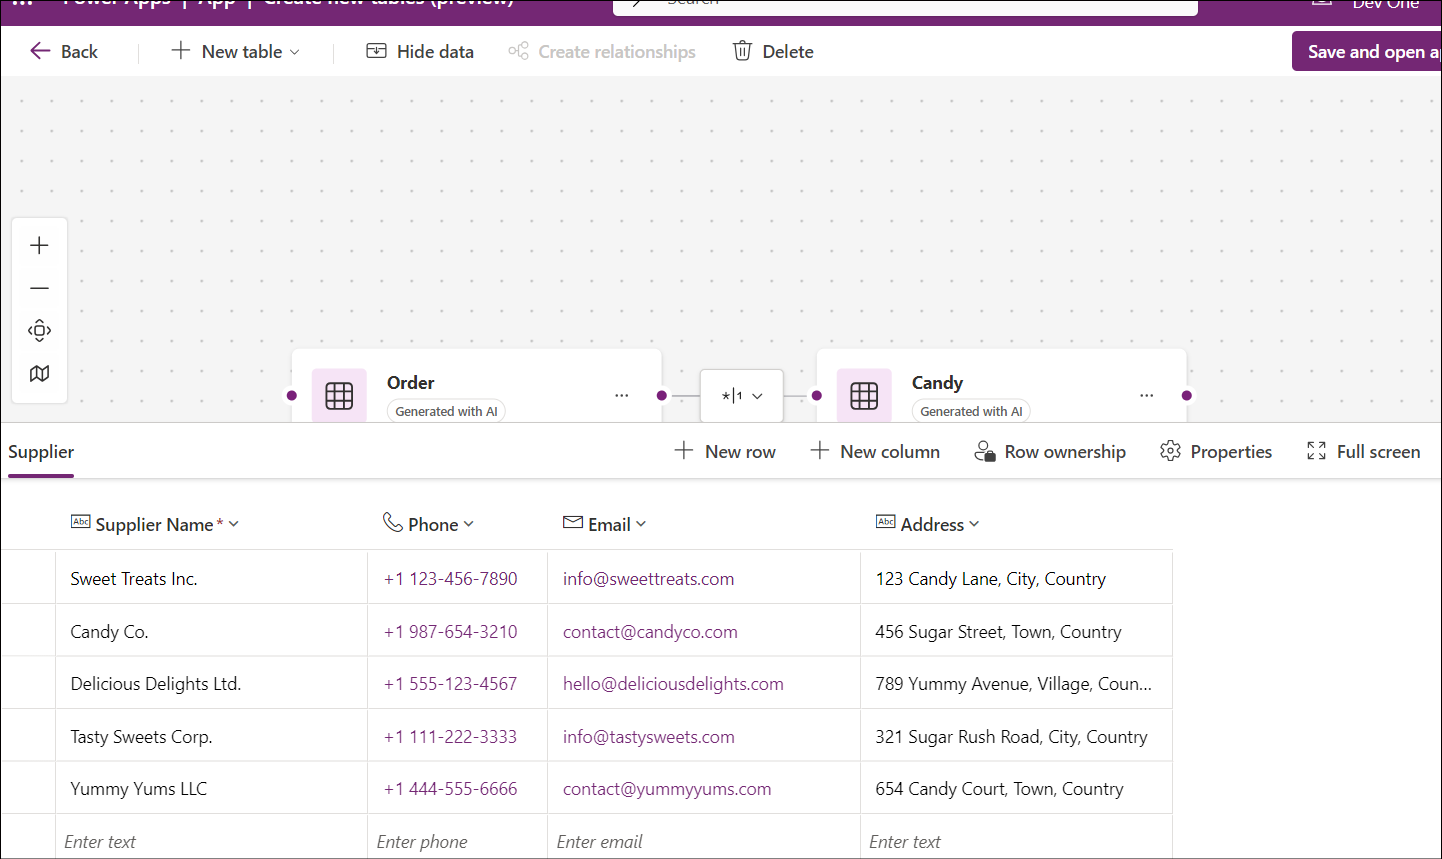 Power Apps | App | Create new tables (preview) Search Dev One
Back New table Hide data Create relationships Delete Save and open a
Order
Generated with AI
*|1
Candy
Generated with AI
Supplier New row New column Row ownership Properties Full screen
Abc Supplier Name* Phone Email Abc Address
Sweet Treats Inc. +1 123-456-7890 info@sweettreats.com 123 Candy Lane, City, Country
Candy Co. +1 987-654-3210 contact@candyco.com 456 Sugar Street, Town, Country
Delicious Delights Ltd. +1 555-123-4567 hello@deliciousdelights.com 789 Yummy Avenue, Village, Coun...
Tasty Sweets Corp. +1 111-222-3333 info@tastysweets.com 321 Sugar Rush Road, City, Country
Yummy Yums LLC +1 444-555-6666 contact@yummyyums.com 654 Candy Court, Town, Country
Enter text Enter phone Enter email Enter text